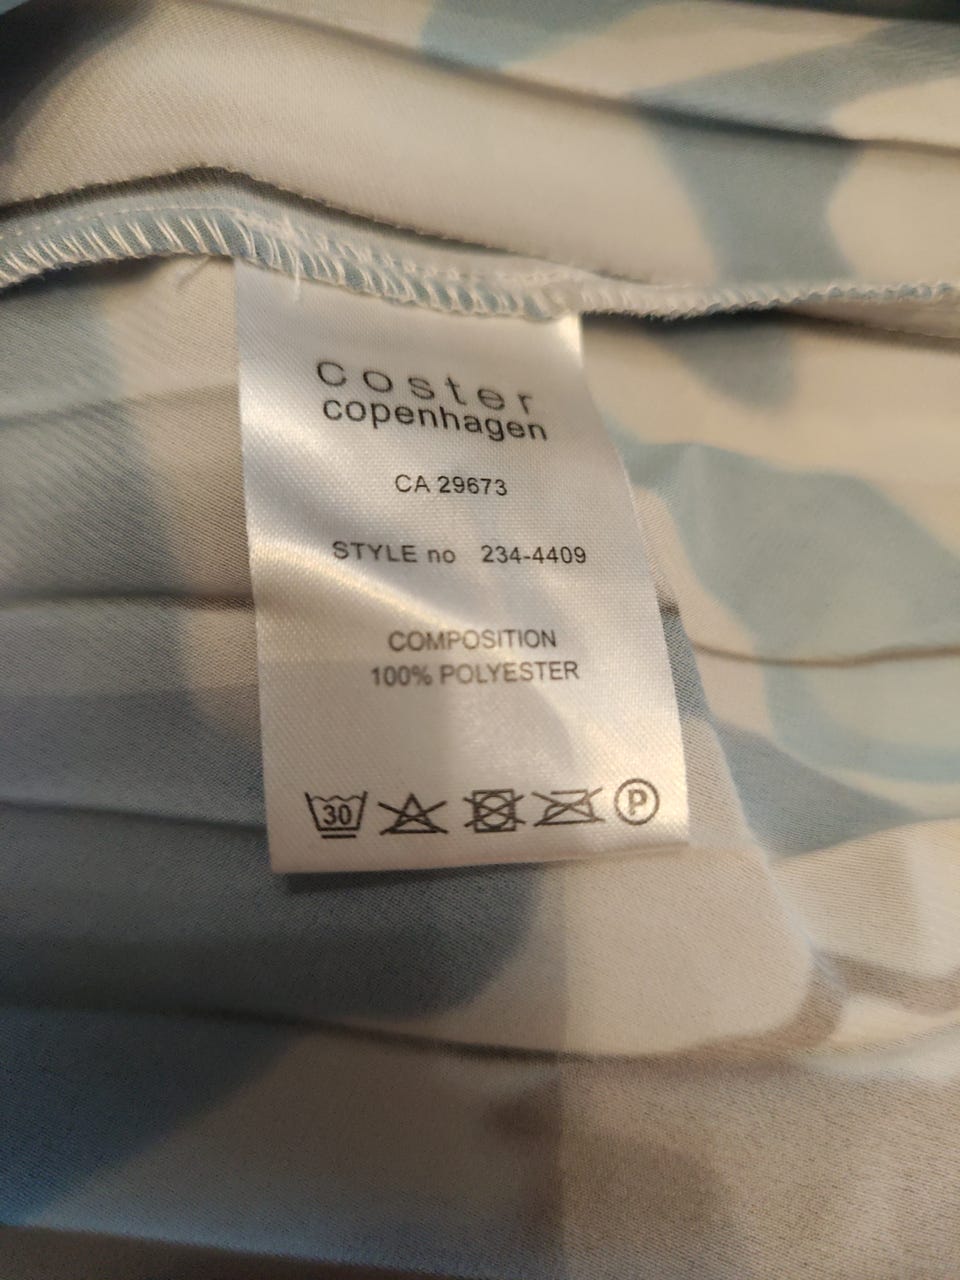 coster
copenhagen
CA 29673
STYLE no 234-4409
COMPOSITION
100% POLYESTER
30
P